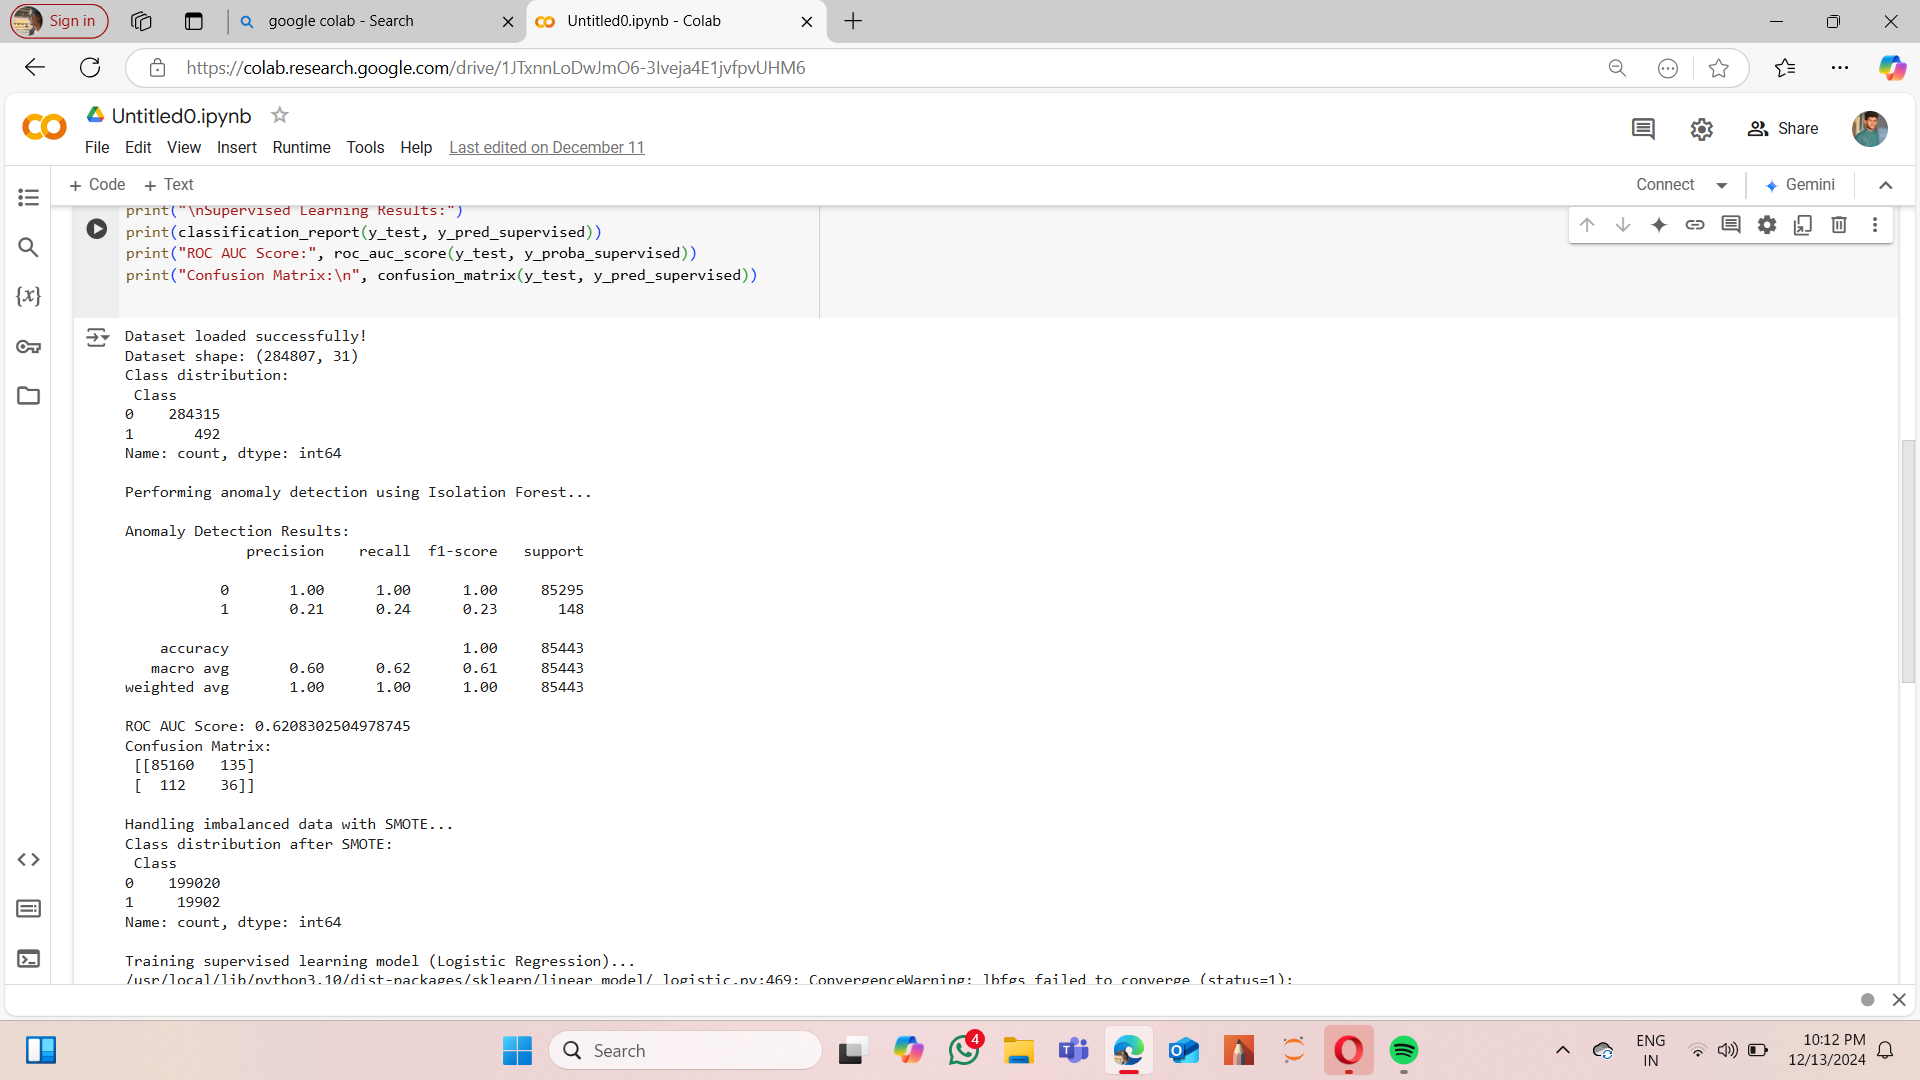 Sign in
google colab - Search
Untitled0.ipynb - Colab
https://colab.research.google.com/drive/1JTxnnLoDwJmO6-3lveja4E1jvfpvUHM6
Untitled0.ipynb
Share
File Edit View Insert Runtime Tools Help Last edited on December 11
+ Code + Text
Connect
Gemini
print("\nSupervised Learning Results:")
print(classification_report(y_test, y_pred_supervised))
print("ROC AUC Score:", roc_auc_score(y_test, y_proba_supervised))
print("Confusion Matrix:\n", confusion_matrix(y_test, y_pred_supervised))
{x}
Dataset loaded successfully!
Dataset shape: (284807, 31)
Class distribution:
Class
0 284315
1 492
Name: count, dtype: int64
Performing anomaly detection using Isolation Forest...
Anomaly Detection Results:
precision recall f1-score support
0 1.00 1.00 1.00 85295
1 0.21 0.24 0.23 148
accuracy 1.00 85443
macro avg 0.60 0.62 0.61 85443
weighted avg 1.00 1.00 1.00 85443
ROC AUC Score: 0.6208302504978745
Confusion Matrix:
[[85160 135]
[ 112 36]]
Handling imbalanced data with SMOTE...
Class distribution after SMOTE:
Class
0 199020
1 19902
Name: count, dtype: int64
Training supervised learning model (Logistic Regression)...
/usr/local/lib/python3.10/dist-packages/sklearn/linear_model/_logistic.py:469: ConvergenceWarning: lbfgs failed to converge (status=1):
Search
4
ENG
IN
10:12 PM
12/13/2024